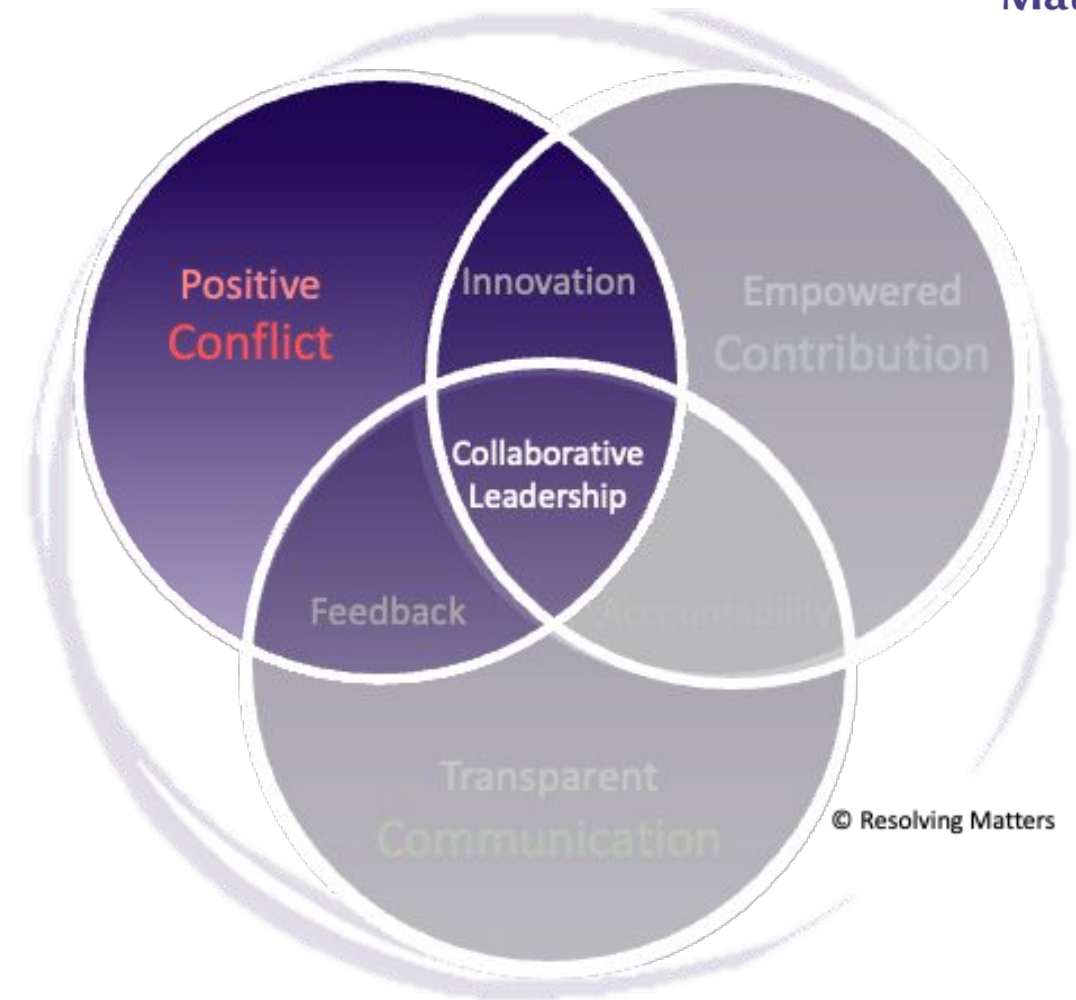 Positive
Conflict
Innovation
Empowered
Contribution
Collaborative
Leadership
Feedback
Accountability
Transparent
Communication
© Resolving Matters